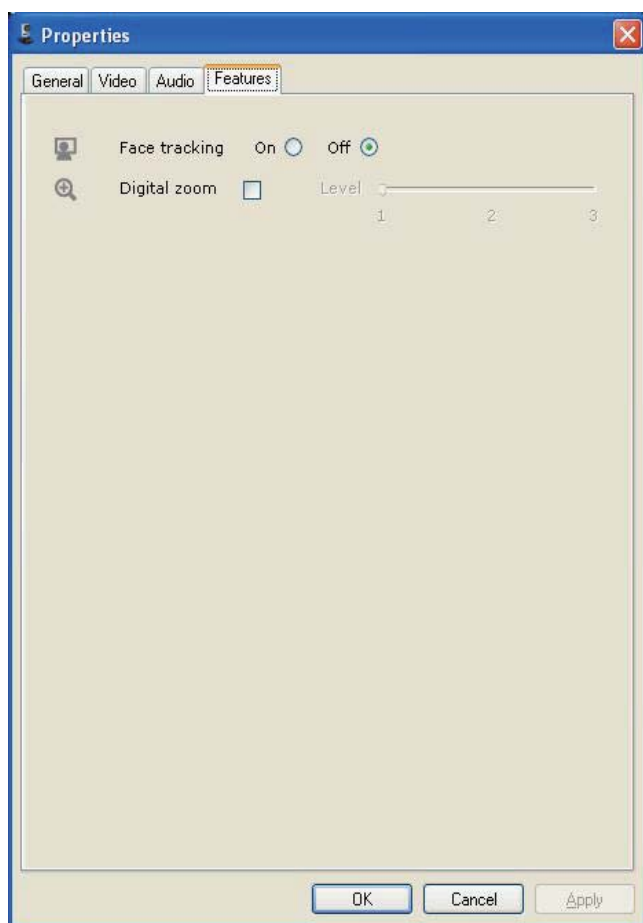 Properties
General Video Audio Features
Face tracking On Off
Digital zoom Level
1 2 3
OK Cancel Apply